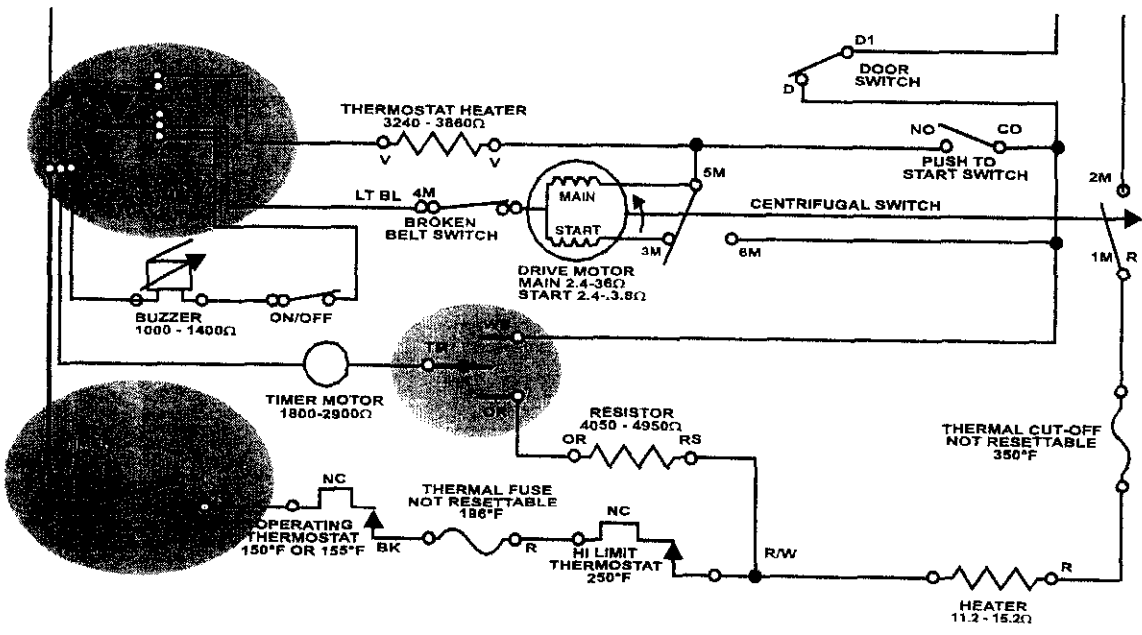 D1
DOOR
SWITCH
D
THERMOSTAT HEATER
3240 - 3860Ω
V
V
NO
CO
PUSH TO
START SWITCH
5M
2M
LT BL
4M
BROKEN
BELT SWITCH
MAIN
START
CENTRIFUGAL SWITCH
3M
6M
1M
R
DRIVE MOTOR
MAIN 2.4-36Ω
START 2.4-.3.8Ω
BUZZER
1000 - 1400Ω
ON/OFF
TM
TIMER MOTOR
1800-2900Ω
OR
RESISTOR
4050 - 4950Ω
OR
RS
THERMAL CUT-OFF
NOT RESETTABLE
350°F
NC
OPERATING
THERMOSTAT
150°F OR 155°F
BK
THERMAL FUSE
NOT RESETTABLE
196°F
R
NC
HI LIMIT
THERMOSTAT
250°F
R/W
R
HEATER
11.2 - 15.2Ω